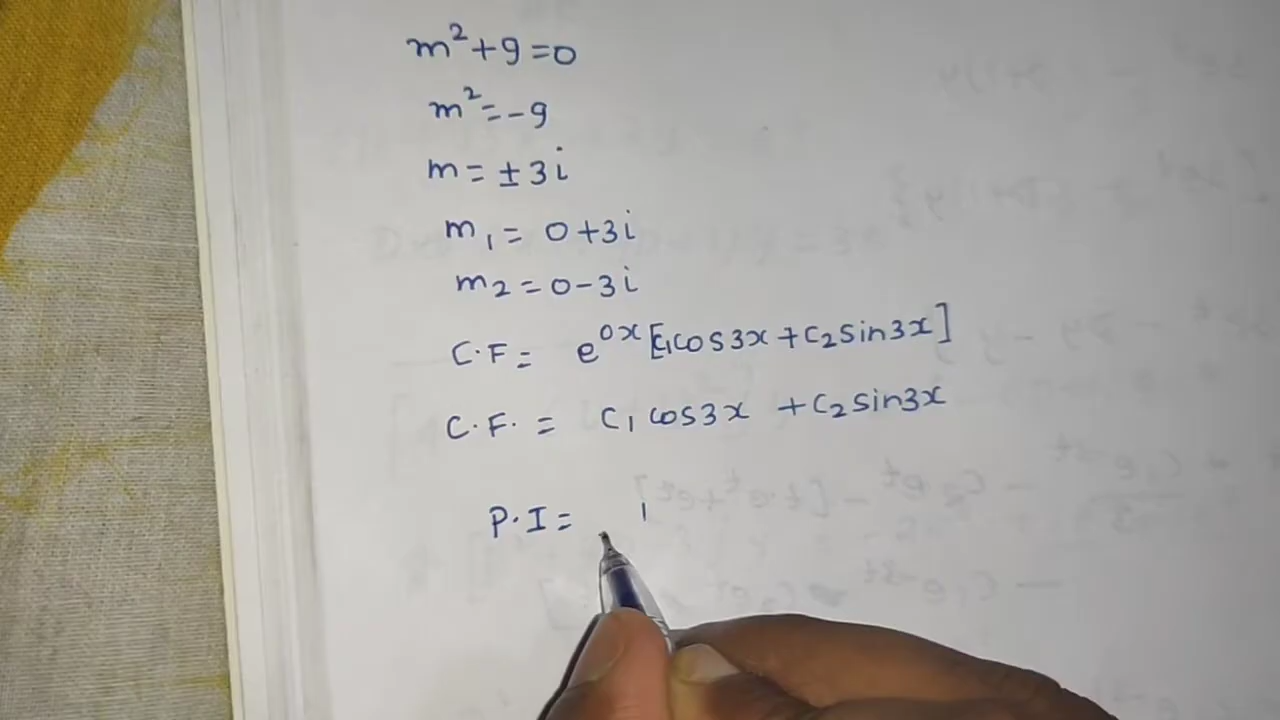 m²+9=0
m²=-9
m=±3i
m₁=0+3i
m₂=0-3i
C.F= e⁰ˣ[c₁cos3x+c₂sin3x]
C.F.= c₁cos3x +c₂sin3x
P.I= 1